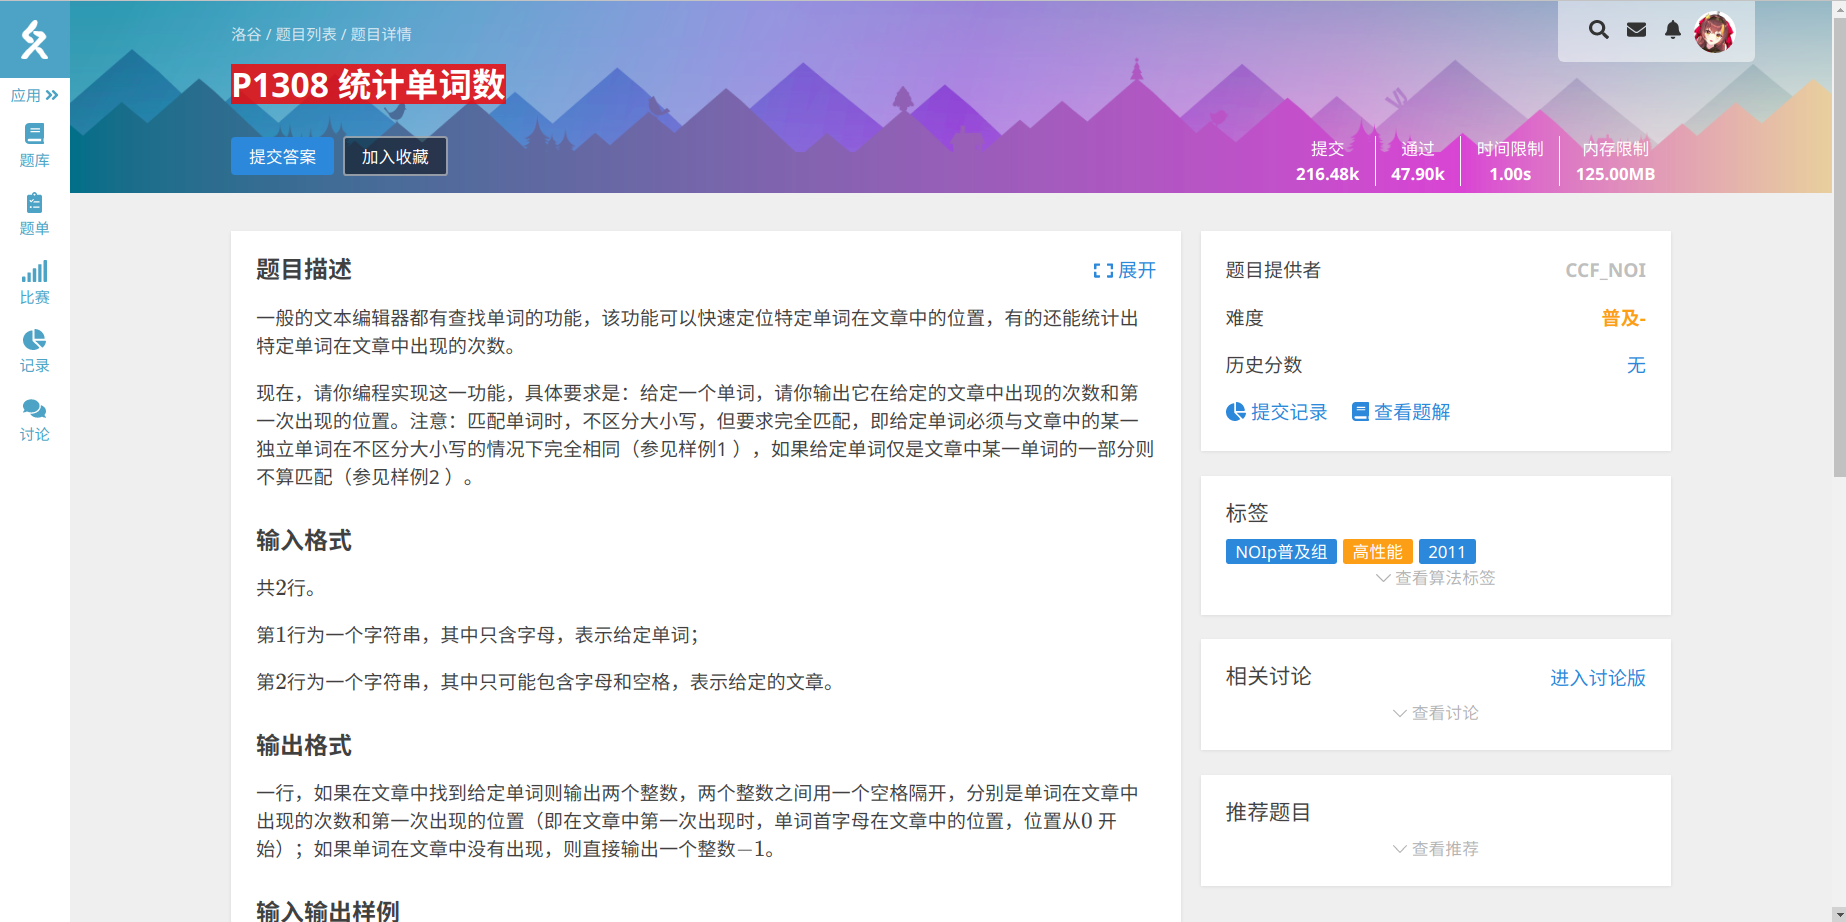 洛谷 / 题目列表 / 题目详情
P1308 统计单词数
提交答案 加入收藏
提交 通过 时间限制 内存限制
216.48k 47.90k 1.00s 125.00MB
应用
题库
题单
比赛
记录
讨论
题目描述 展开
一般的文本编辑器都有查找单词的功能，该功能可以快速定位特定单词在文章中的位置，有的还能统计出
特定单词在文章中出现的次数。
现在，请你编程实现这一功能，具体要求是：给定一个单词，请你输出它在给定的文章中出现的次数和第
一次出现的位置。注意：匹配单词时，不区分大小写，但要求完全匹配，即给定单词必须与文章中的某一
独立单词在不区分大小写的情况下完全相同（参见样例1 ），如果给定单词仅是文章中某一单词的一部分则
不算匹配（参见样例2 ）。
输入格式
共2行。
第1行为一个字符串，其中只含字母，表示给定单词；
第2行为一个字符串，其中只可能包含字母和空格，表示给定的文章。
输出格式
一行，如果在文章中找到给定单词则输出两个整数，两个整数之间用一个空格隔开，分别是单词在文章中
出现的次数和第一次出现的位置（即在文章中第一次出现时，单词首字母在文章中的位置，位置从0 开
始）；如果单词在文章中没有出现，则直接输出一个整数−1。
输入输出样例
题目提供者 CCF_NOI
难度 普及-
历史分数 无
提交记录 查看题解
标签
NOIp普及组 高性能 2011
查看算法标签
相关讨论 进入讨论版
查看讨论
推荐题目
查看推荐